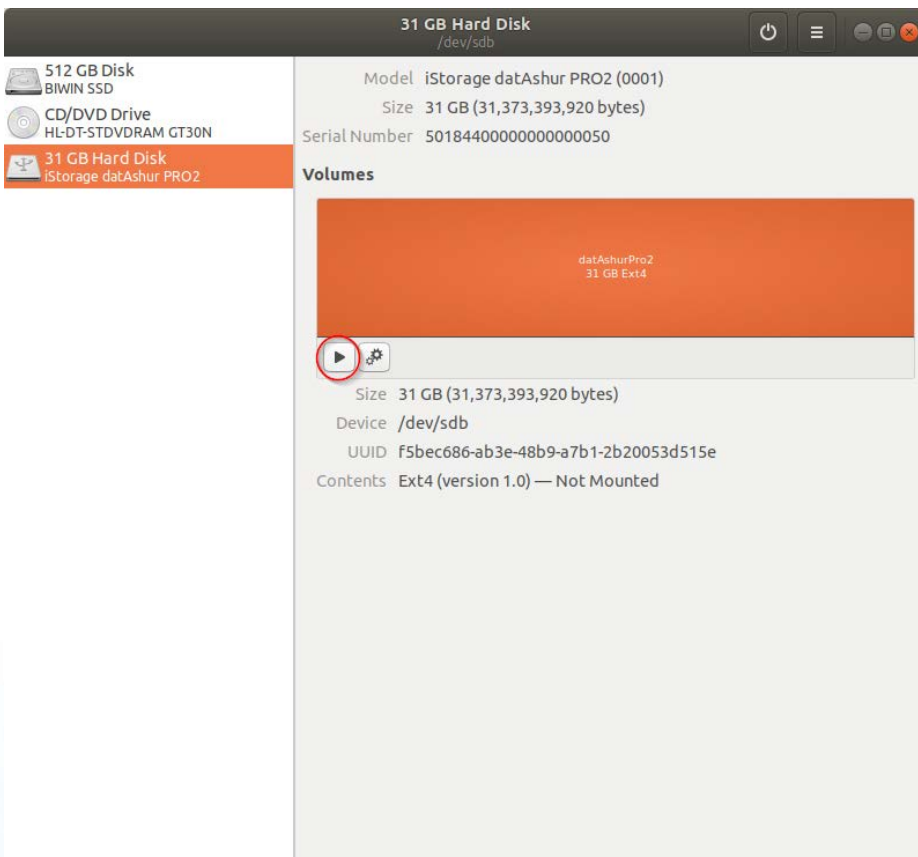 31 GB Hard Disk
/dev/sdb
512 GB Disk
BIWIN SSD
CD/DVD Drive
HL-DT-STDVDRAM GT30N
31 GB Hard Disk
iStorage datAshur PRO2
Model iStorage datAshur PRO2 (0001)
Size 31 GB (31,373,393,920 bytes)
Serial Number 50184400000000000050
Volumes
datAshurPro2
31 GB Ext4
Size 31 GB (31,373,393,920 bytes)
Device /dev/sdb
UUID f5bec686-ab3e-48b9-a7b1-2b20053d515e
Contents Ext4 (version 1.0) — Not Mounted